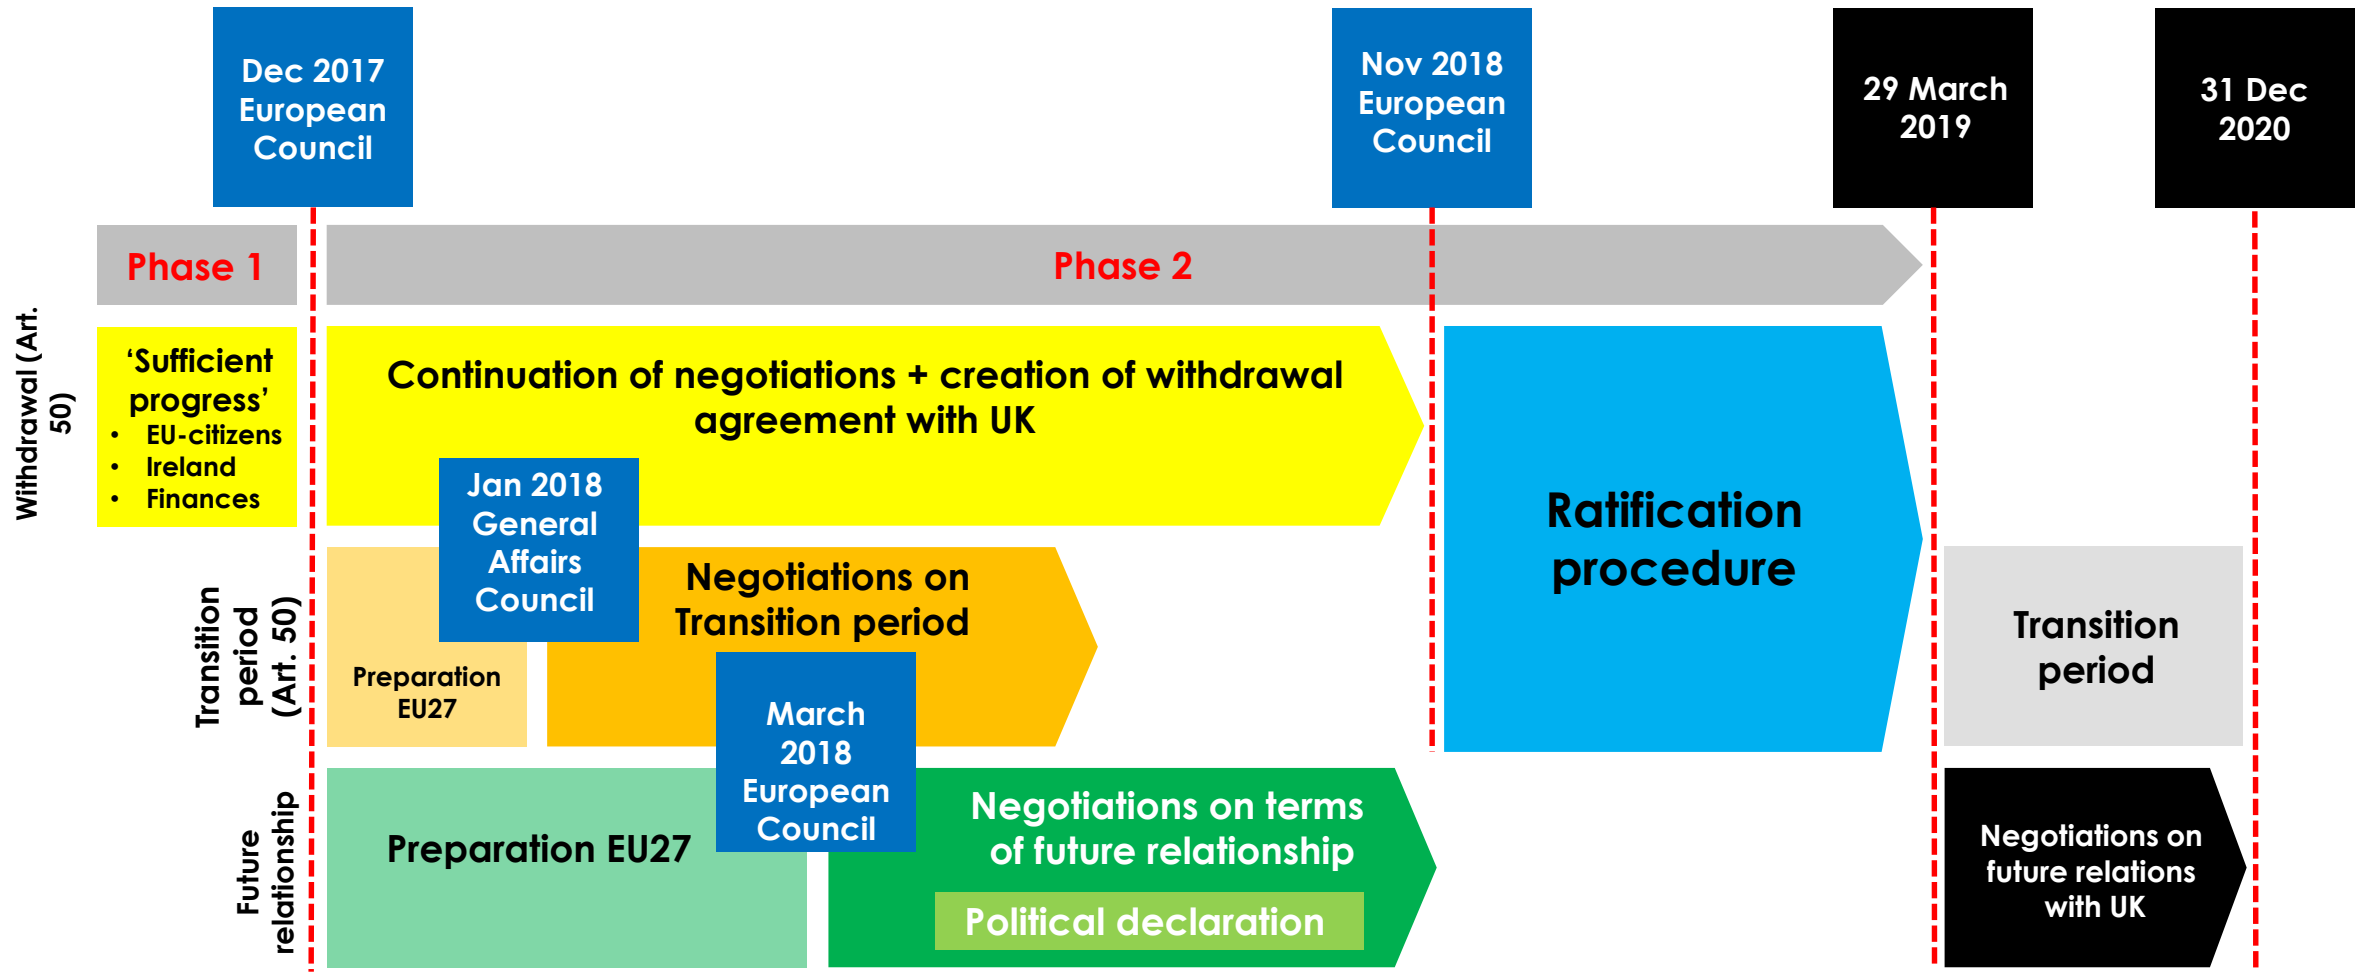 Dec 2017
European
Council
Nov 2018
European
Council
29 March
2019
31 Dec
2020
Phase 1
Phase 2
Withdrawal (Art.
50)
‘Sufficient
progress’
• EU-citizens
• Ireland
• Finances
Continuation of negotiations + creation of withdrawal
agreement with UK
Jan 2018
General
Affairs
Council
Ratification
procedure
Transition
period
(Art. 50)
Preparation
EU27
Negotiations on
Transition period
Transition
period
March
2018
European
Council
Future
relationship
Preparation EU27
Negotiations on terms
of future relationship
Political declaration
Negotiations on
future relations
with UK